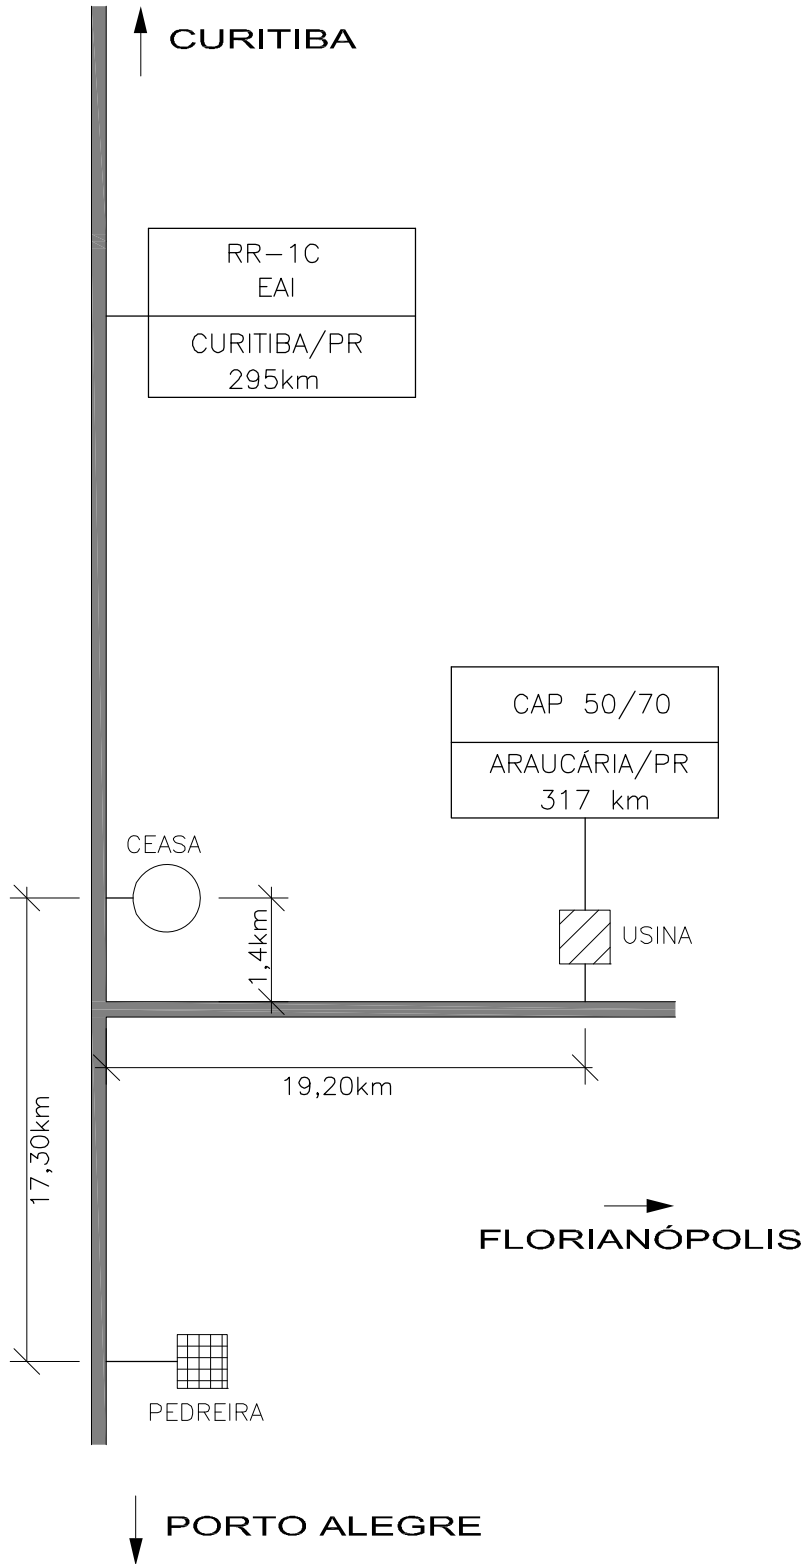 CURITIBA
RR-1C
EAI
CURITIBA/PR
295km
CAP 50/70
ARAUCÁRIA/PR
317 km
CEASA
1,4km
USINA
19,20km
17,30km
FLORIANÓPOLIS
PEDREIRA
PORTO ALEGRE